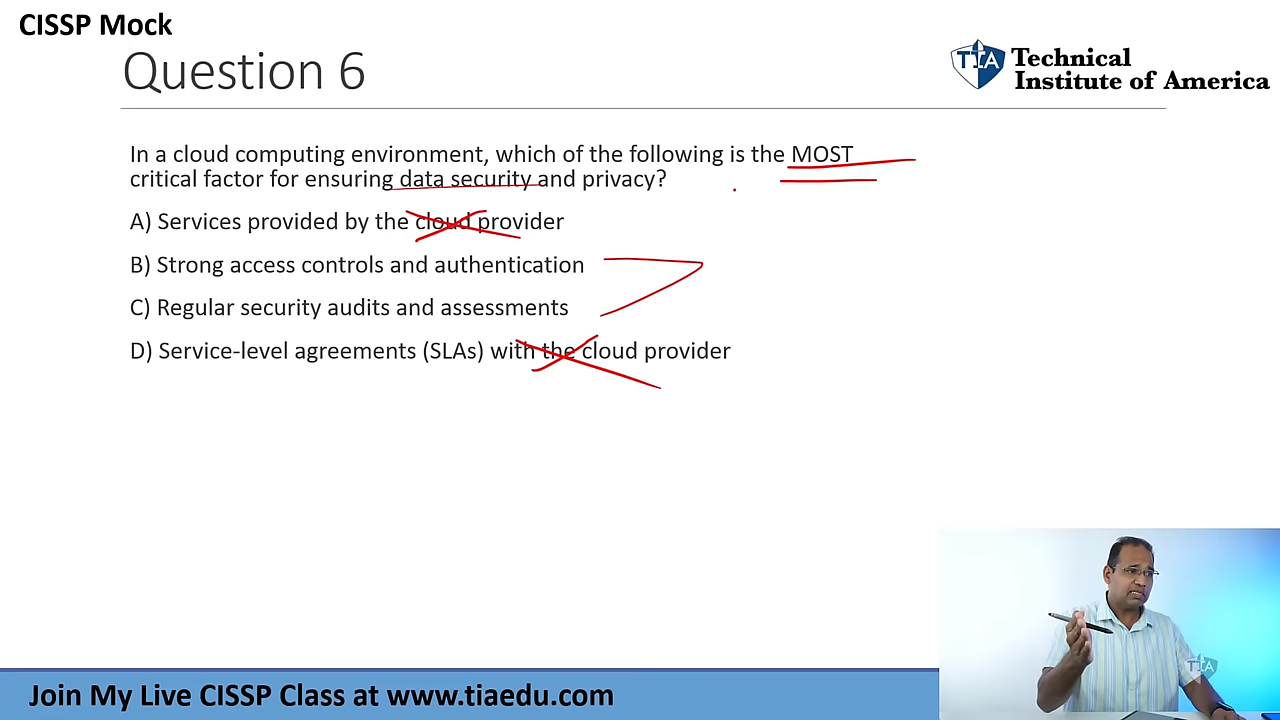 CISSP Mock
Question 6
TIA
Technical
Institute of America
In a cloud computing environment, which of the following is the MOST
critical factor for ensuring data security and privacy?
A) Services provided by the cloud provider
B) Strong access controls and authentication
C) Regular security audits and assessments
D) Service-level agreements (SLAs) with the cloud provider
TIA
Join My Live CISSP Class at www.tiaedu.com